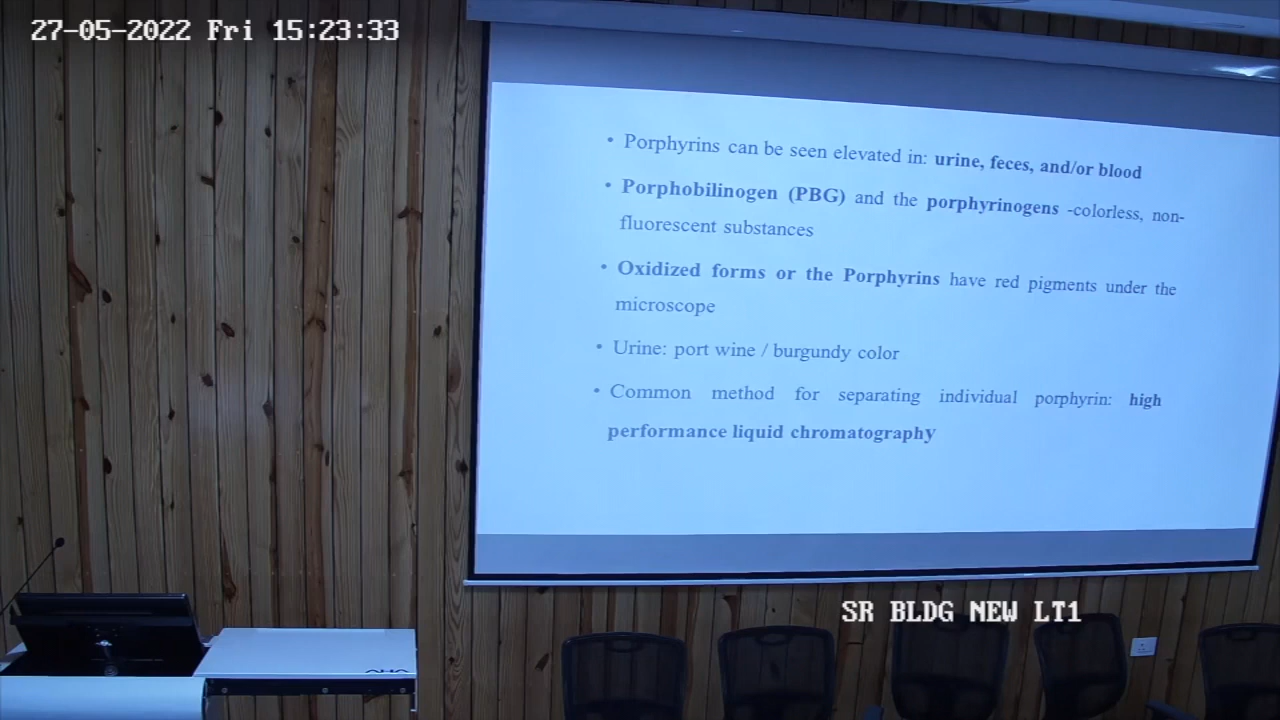 27-05-2022 Fri 15:23:33
• Porphyrins can be seen elevated in: urine, feces, and/or blood
• Porphobilinogen (PBG) and the porphyrinogens -colorless, non-
fluorescent substances
• Oxidized forms or the Porphyrins have red pigments under the
microscope
• Urine: port wine / burgundy color
• Common method for separating individual porphyrin: high
performance liquid chromatography
SR BLDG NEW LT1
AHA